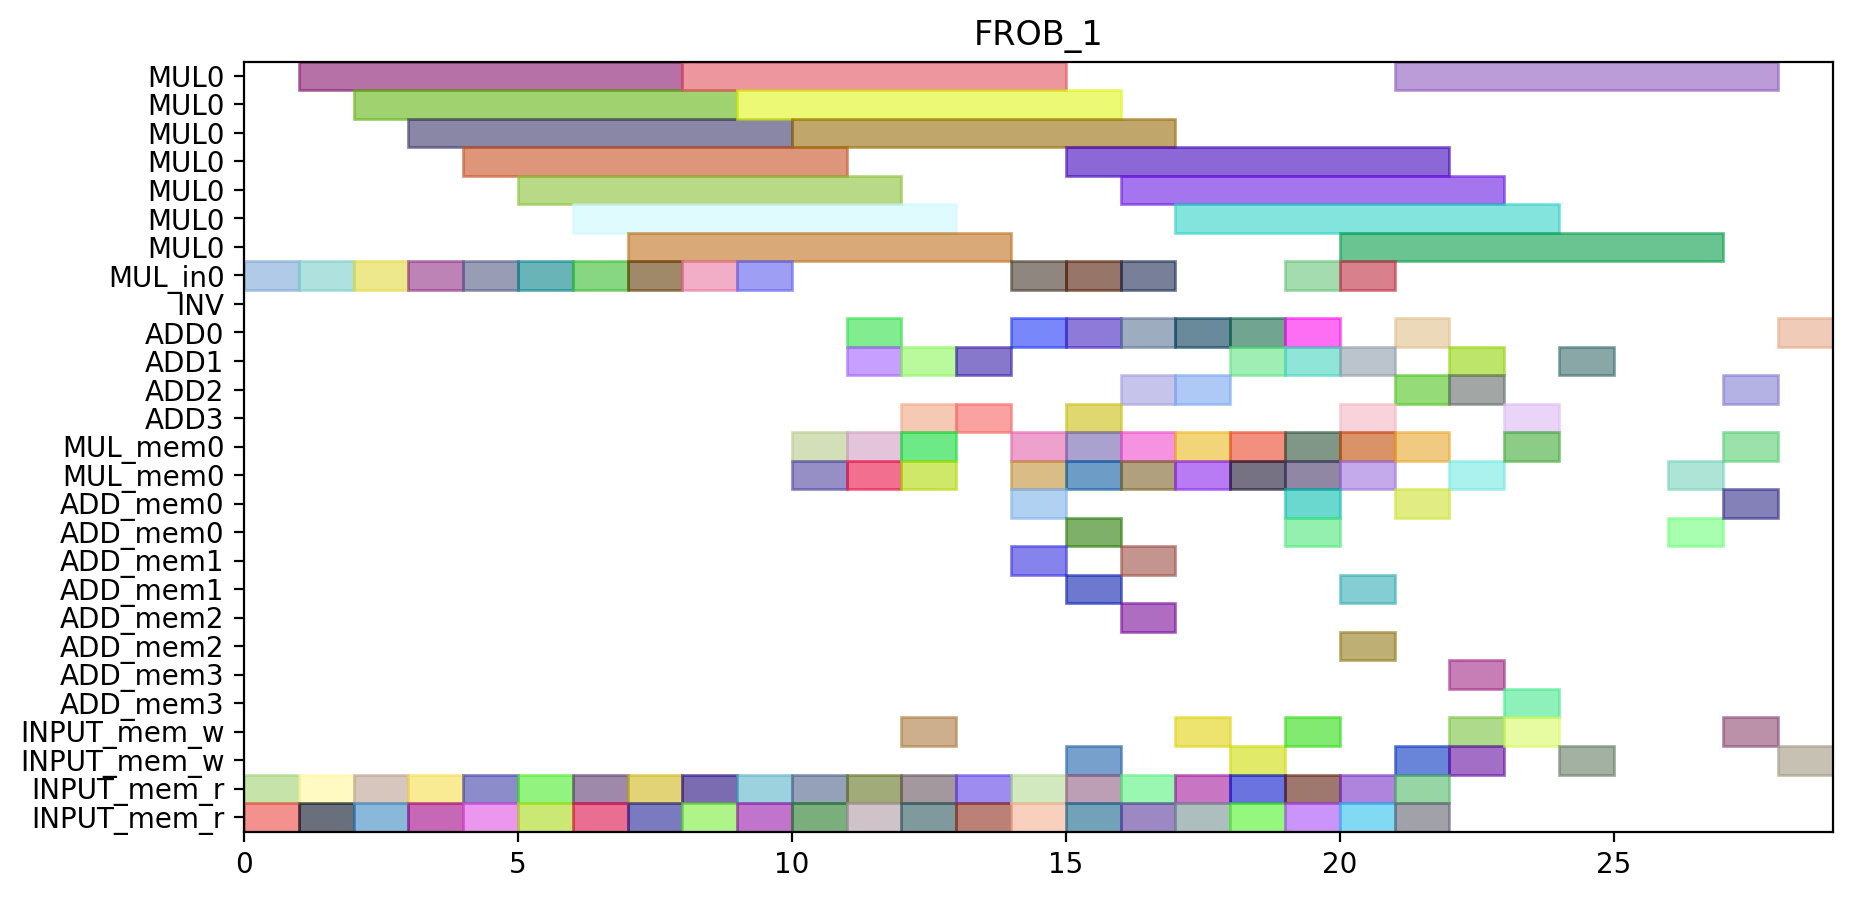 FROB_1
MUL0
MUL0
MUL0
MUL0
MUL0
MUL0
MUL0
MUL_in0
INV
ADD0
ADD1
ADD2
ADD3
MUL_mem0
MUL_mem0
ADD_mem0
ADD_mem0
ADD_mem1
ADD_mem1
ADD_mem2
ADD_mem2
ADD_mem3
ADD_mem3
INPUT_mem_w
INPUT_mem_w
INPUT_mem_r
INPUT_mem_r
0 5 10 15 20 25